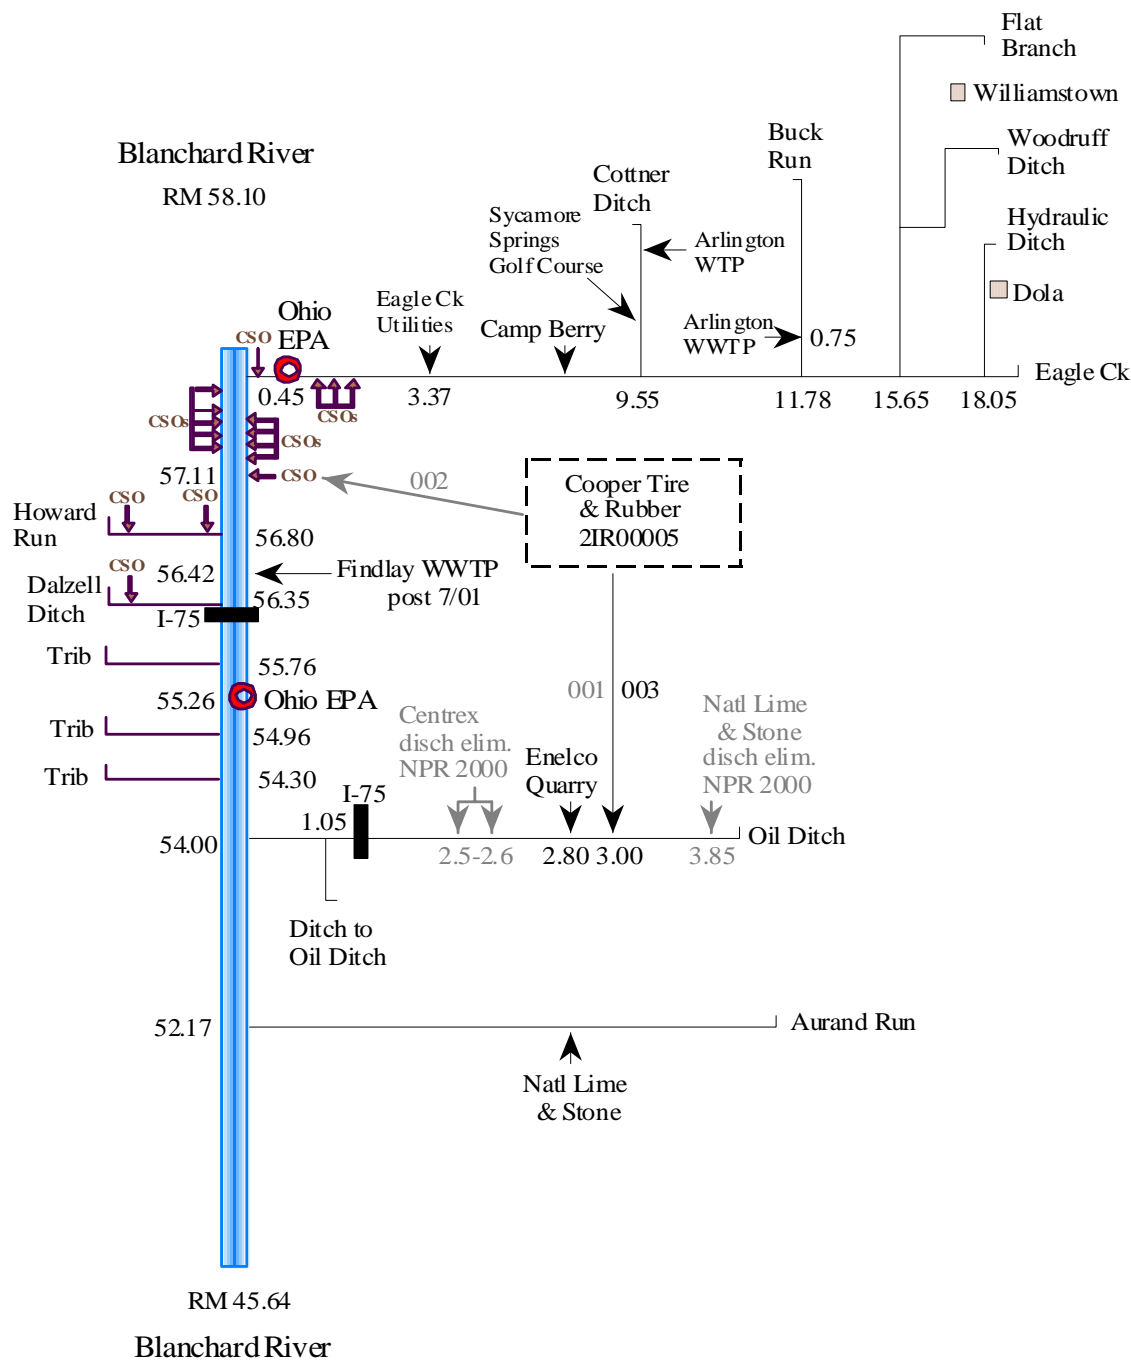 Flat
Branch
Williamstown
Woodruff
Ditch
Hydraulic
Ditch
Dola
Eagle Ck
Buck
Run
Blanchard River
RM 58.10
Cottner
Ditch
Sycamore
Springs
Golf Course
Arlington
WTP
Arlington
WWTP
0.75
Ohio
EPA
CSO
Eagle Ck
Utilities
Camp Berry
0.45
3.37
9.55
11.78
15.65
18.05
CSOs
CSOs
CSOs
57.11
CSO
002
Cooper Tire
& Rubber
2IR00005
CSO
CSO
Howard
Run
56.80
56.42
Findlay WWTP
post 7/01
CSO
Dalzell
Ditch
56.35
I-75
Trib
55.76
55.26
Ohio EPA
001
003
Trib
54.96
Trib
54.30
Centrex
disch elim.
NPR 2000
Enelco
Quarry
Natl Lime
& Stone
disch elim.
NPR 2000
I-75
1.05
54.00
2.5-2.6
2.80
3.00
3.85
Oil Ditch
Ditch to
Oil Ditch
52.17
Aurand Run
Natl Lime
& Stone
RM 45.64
Blanchard River